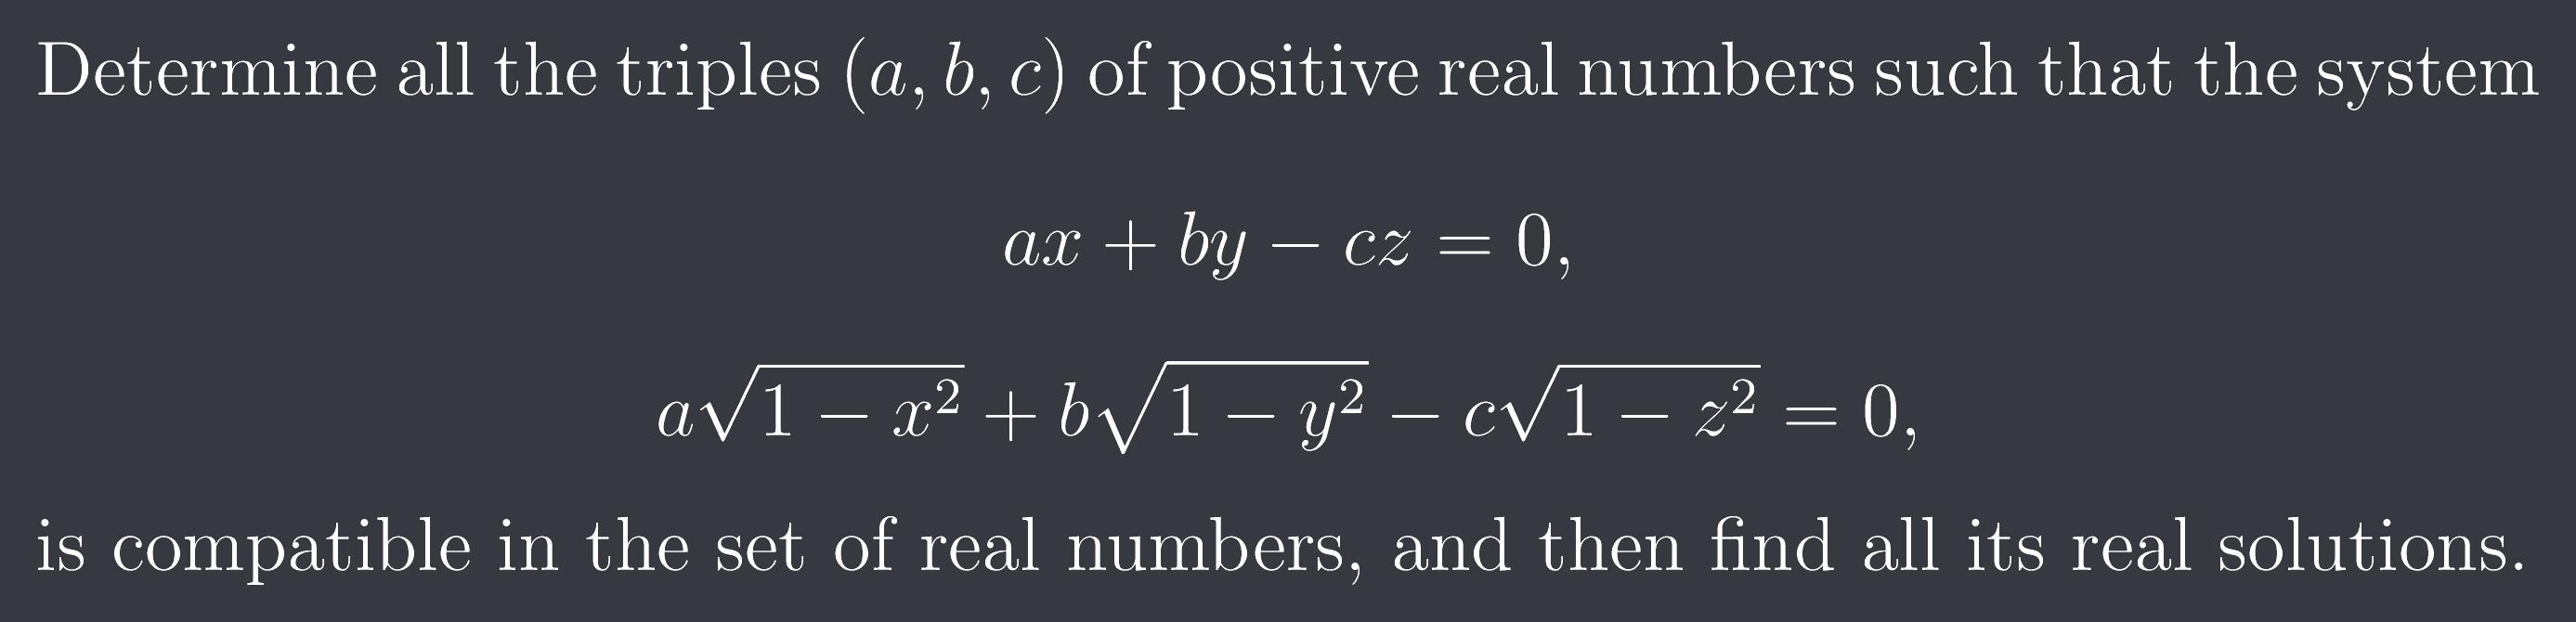 Determine all the triples (a, b, c) of positive real numbers such that the system
ax + by − cz = 0,
a√(1 − x²) + b√(1 − y²) − c√(1 − z²) = 0,
is compatible in the set of real numbers, and then find all its real solutions.